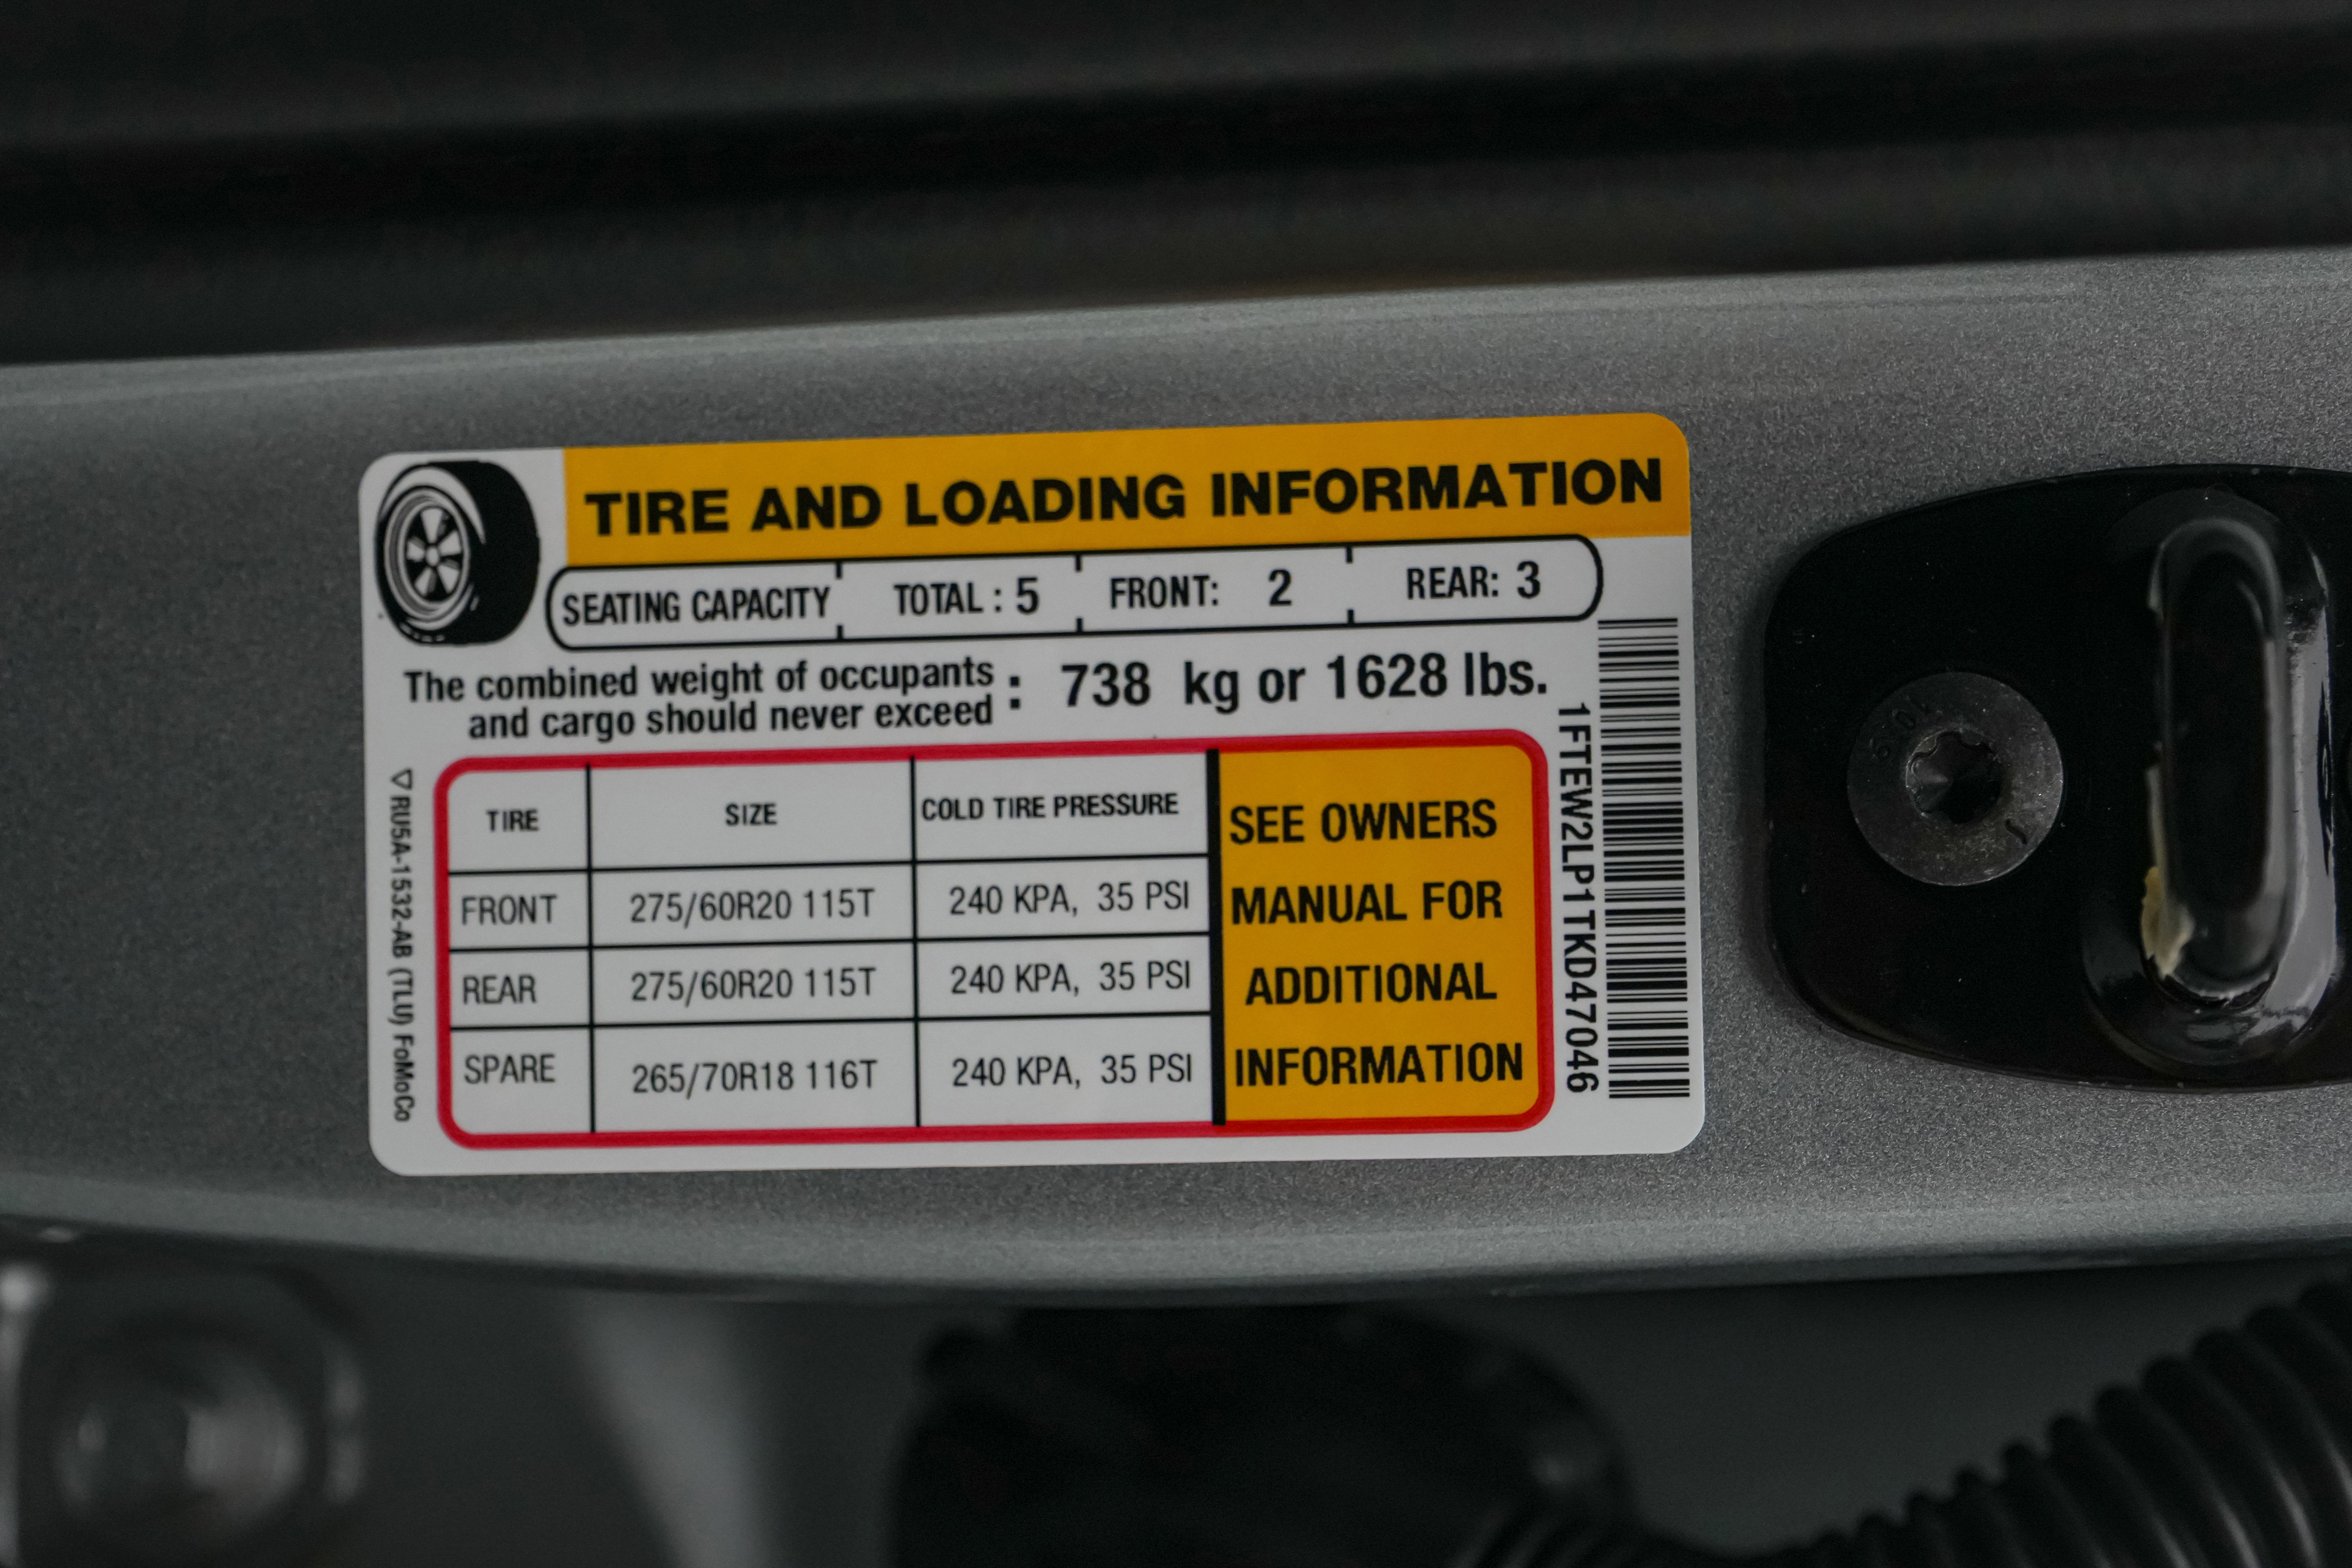 TIRE AND LOADING INFORMATION
SEATING CAPACITY TOTAL : 5 FRONT: 2 REAR: 3
The combined weight of occupants
and cargo should never exceed : 738 kg or 1628 lbs.
TIRE SIZE COLD TIRE PRESSURE
FRONT 275/60R20 115T 240 KPA, 35 PSI
REAR 275/60R20 115T 240 KPA, 35 PSI
SPARE 265/70R18 116T 240 KPA, 35 PSI
SEE OWNERS
MANUAL FOR
ADDITIONAL
INFORMATION
1FTEW2LP1TKD47046
RU5A-1532-AB (TLU) FoMoCo
10.9